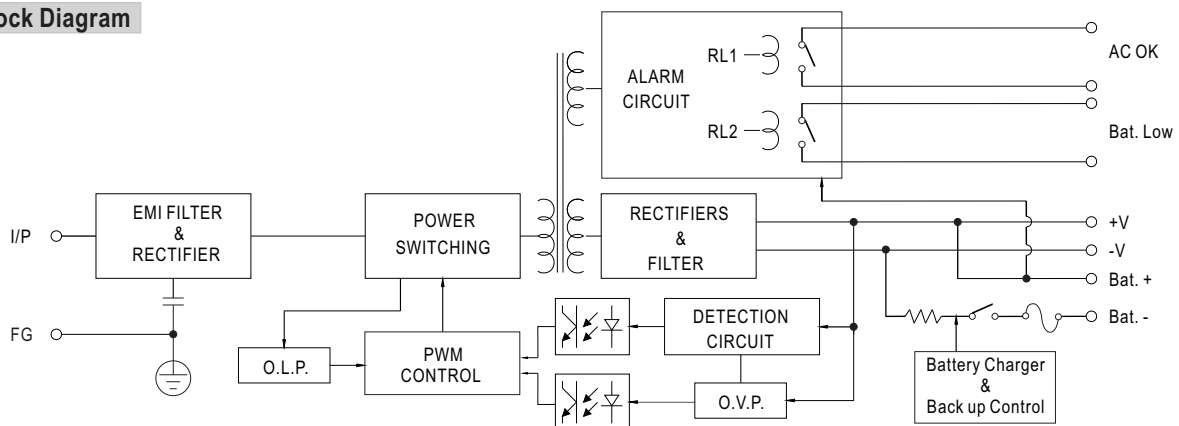 ock Diagram
RL1
ALARM
CIRCUIT
RL2
AC OK
Bat. Low
I/P
EMI FILTER
&
RECTIFIER
POWER
SWITCHING
RECTIFIERS
&
FILTER
+V
-V
Bat. +
Bat. -
FG
O.L.P.
PWM
CONTROL
DETECTION
CIRCUIT
O.V.P.
Battery Charger
&
Back up Control